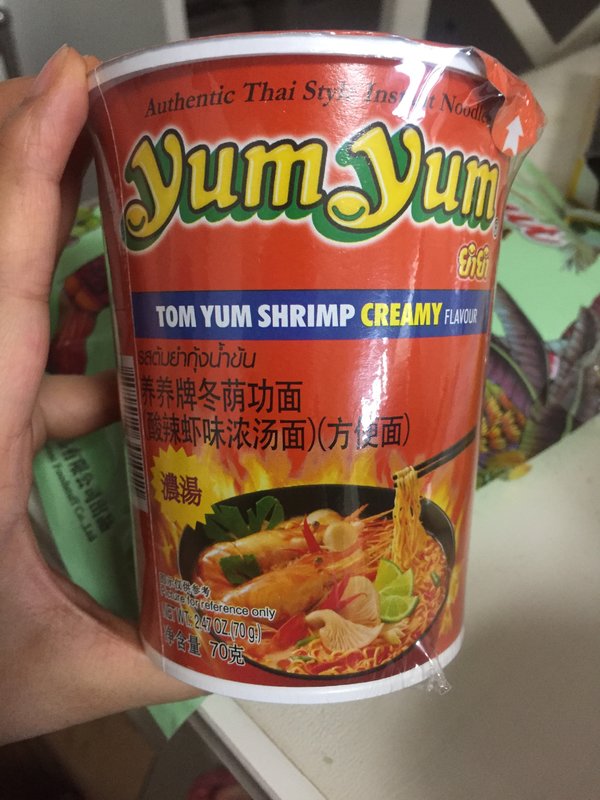 Authentic Thai Style Instant Noodles
yumyum
ยำยำ
TOM YUM SHRIMP CREAMY FLAVOUR
รสต้มยำกุ้งน้ำข้น
养养牌冬荫功面
酸辣虾味浓汤面)(方便面)
濃湯
Picture for reference only
NET WT. 2.47 OZ. (70 g.)
净含量 70克